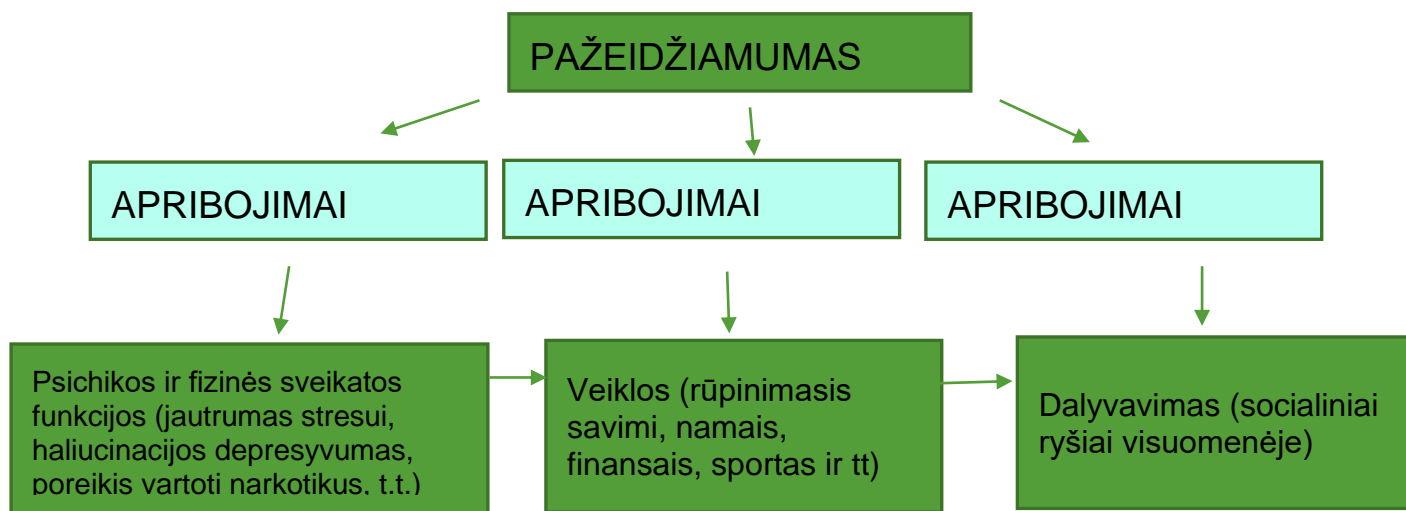 PAŽEIDŽIAMUMAS
APRIBOJIMAI
APRIBOJIMAI
APRIBOJIMAI
Psichikos ir fizinės sveikatos
funkcijos (jautrumas stresui,
haliucinacijos depresyvumas,
poreikis vartoti narkotikus, t.t.)
Veiklos (rūpinimasis
savimi, namais,
finansais, sportas ir tt)
Dalyvavimas (socialiniai
ryšiai visuomenėje)